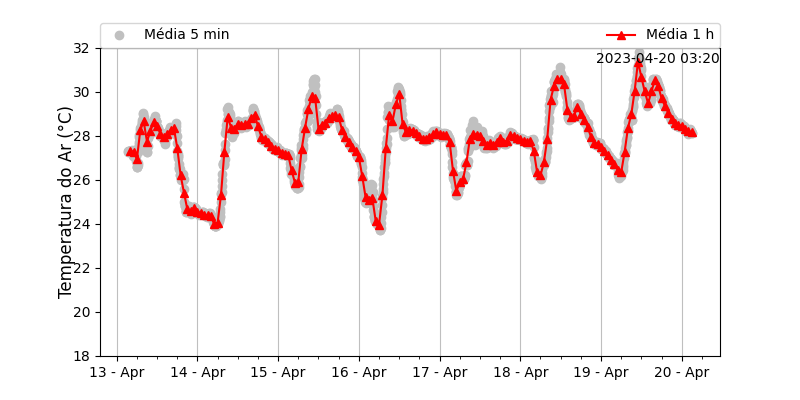 Média 5 min
Média 1 h
2023-04-20 03:20
Temperatura do Ar (°C)
32
30
28
26
24
22
20
18
13 - Apr
14 - Apr
15 - Apr
16 - Apr
17 - Apr
18 - Apr
19 - Apr
20 - Apr